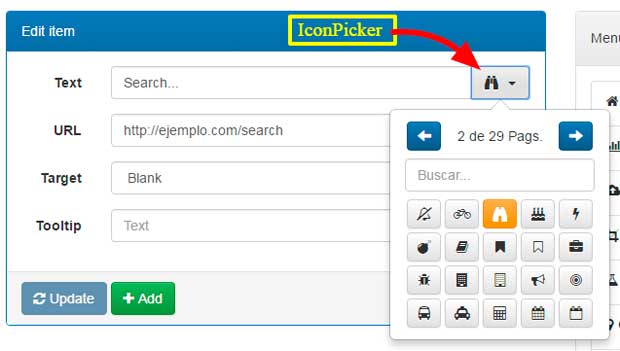 Edit item
IconPicker
Menu
Text
Search...
URL
http://ejemplo.com/search
2 de 29 Pags.
Target
Blank
Buscar...
Tooltip
Text
Update
Add